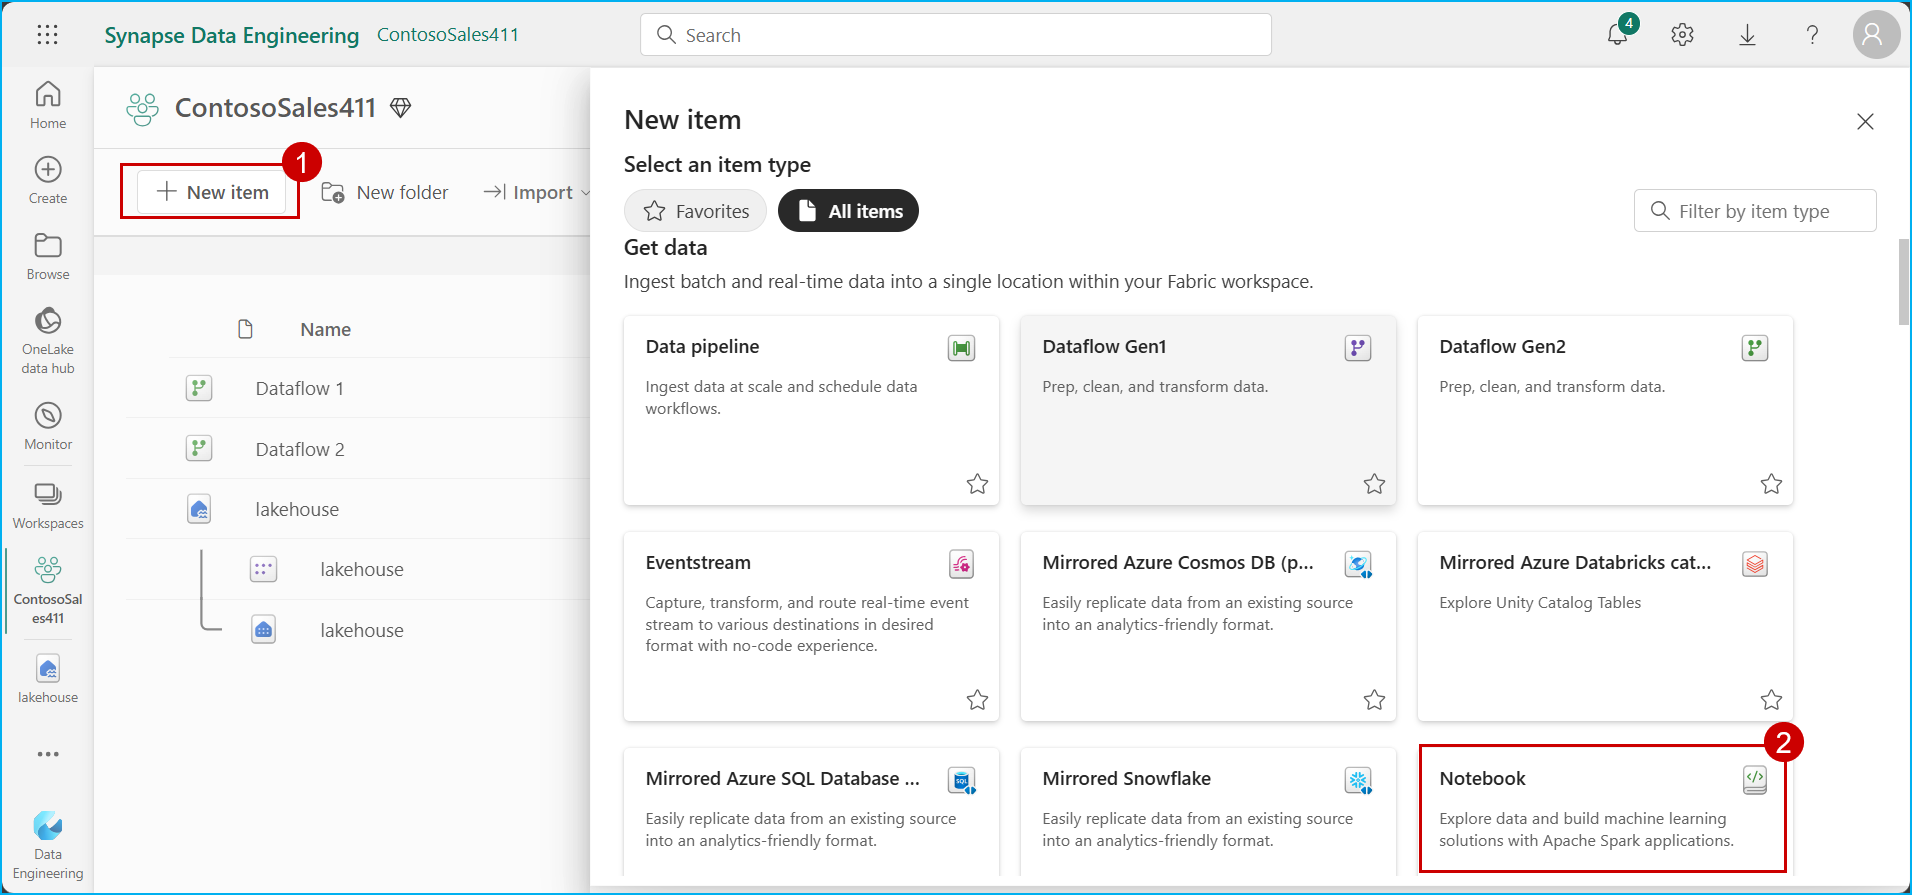 Synapse Data Engineering ContosoSales411
Search
4
Home
Create
Browse
OneLake
data hub
Monitor
Workspaces
ContosoSal
es411
lakehouse
Data
Engineering
ContosoSales411
1
New item
New folder
Import
Name
Dataflow 1
Dataflow 2
lakehouse
lakehouse
lakehouse
New item
Select an item type
Favorites
All items
Filter by item type
Get data
Ingest batch and real-time data into a single location within your Fabric workspace.
Data pipeline
Ingest data at scale and schedule data
workflows.
Dataflow Gen1
Prep, clean, and transform data.
Dataflow Gen2
Prep, clean, and transform data.
Eventstream
Capture, transform, and route real-time event
stream to various destinations in desired
format with no-code experience.
Mirrored Azure Cosmos DB (p...
Easily replicate data from an existing source
into an analytics-friendly format.
Mirrored Azure Databricks cat...
Explore Unity Catalog Tables
Mirrored Azure SQL Database ...
SQL
Easily replicate data from an existing source
into an analytics-friendly format.
Mirrored Snowflake
Easily replicate data from an existing source
into an analytics-friendly format.
2
Notebook
Explore data and build machine learning
solutions with Apache Spark applications.